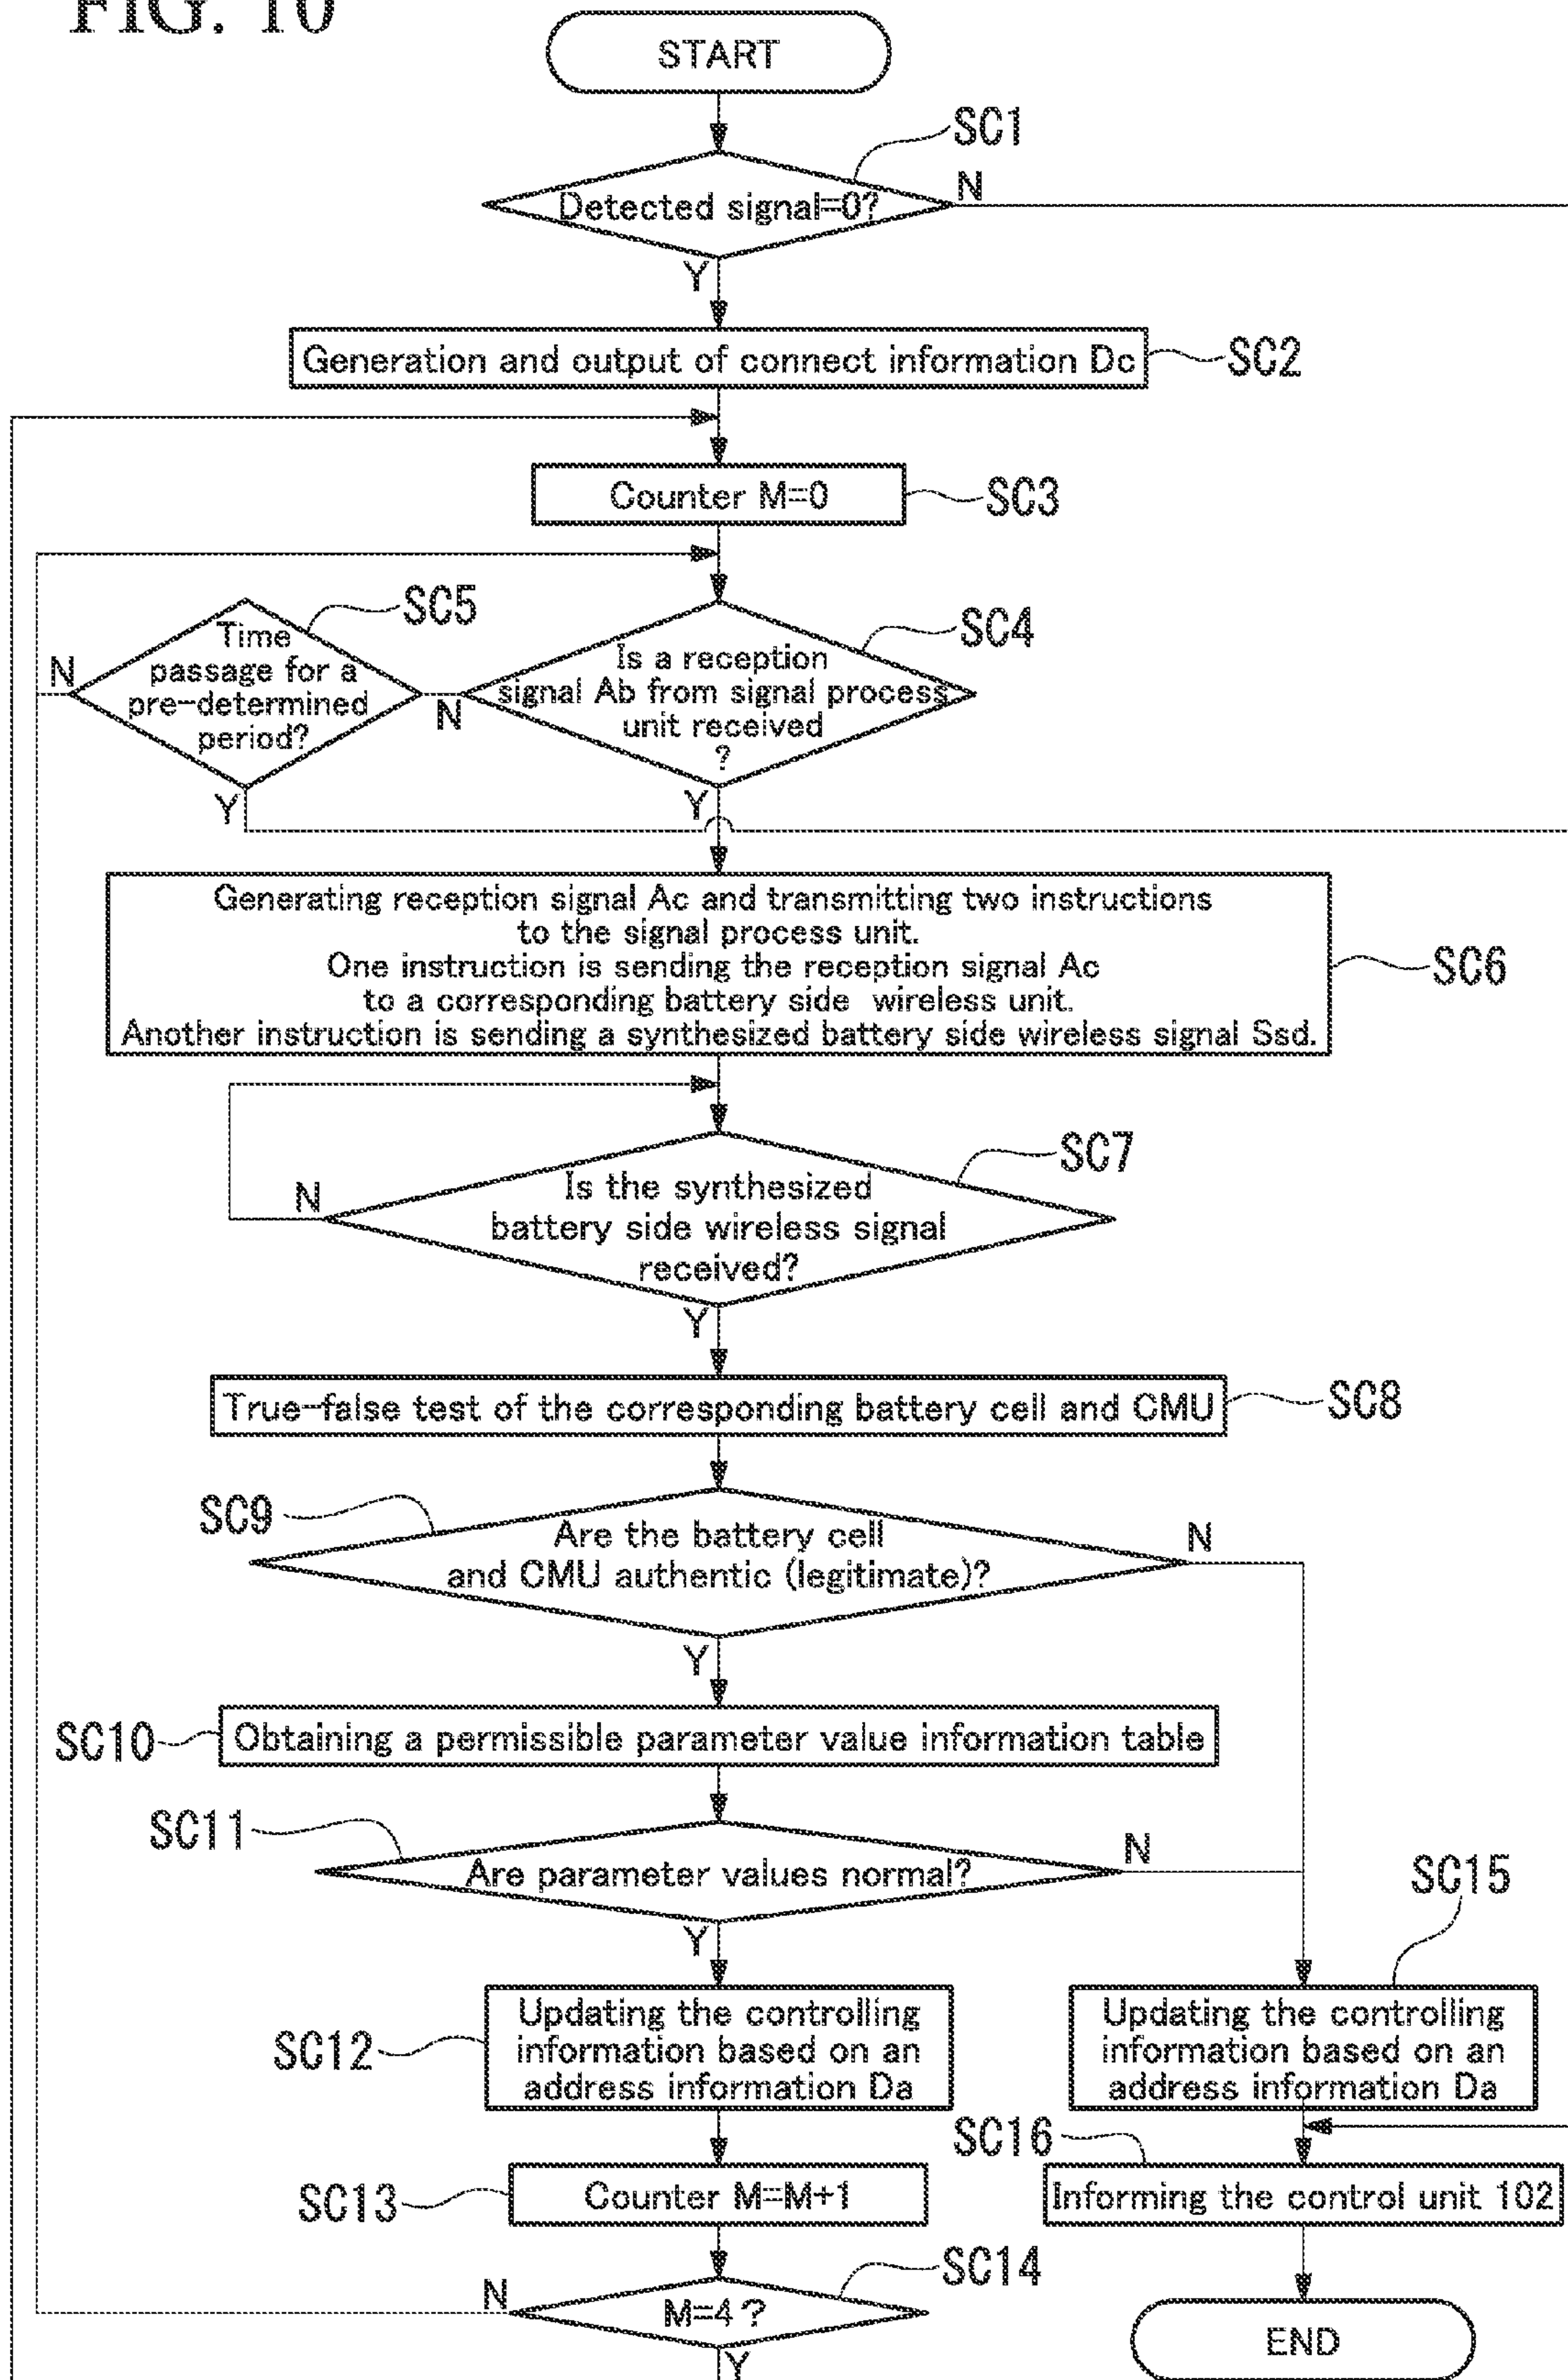 FIG. 10
START
SC1
Detected signal=0?
N
Y
Generation and output of connect information Dc
SC2
Counter M=0
SC3
SC5
Time
passage for a
pre-determined
period?
N
N
Y
SC4
Is a reception
signal Ab from signal process
unit received
?
Y
Generating reception signal Ac and transmitting two instructions
to the signal process unit.
One instruction is sending the reception signal Ac
to a corresponding battery side wireless unit.
Another instruction is sending a synthesized battery side wireless signal Ssd.
SC6
SC7
N
Is the synthesized
battery side wireless signal
received?
Y
True-false test of the corresponding battery cell and CMU
SC8
SC9
Are the battery cell
and CMU authentic (legitimate)?
N
Y
SC10
Obtaining a permissible parameter value information table
SC11
Are parameter values normal?
N
Y
SC12
Updating the controlling
information based on an
address information Da
SC15
Updating the controlling
information based on an
address information Da
SC13
Counter M=M+1
SC16
Informing the control unit 102
SC14
N
M=4?
Y
END